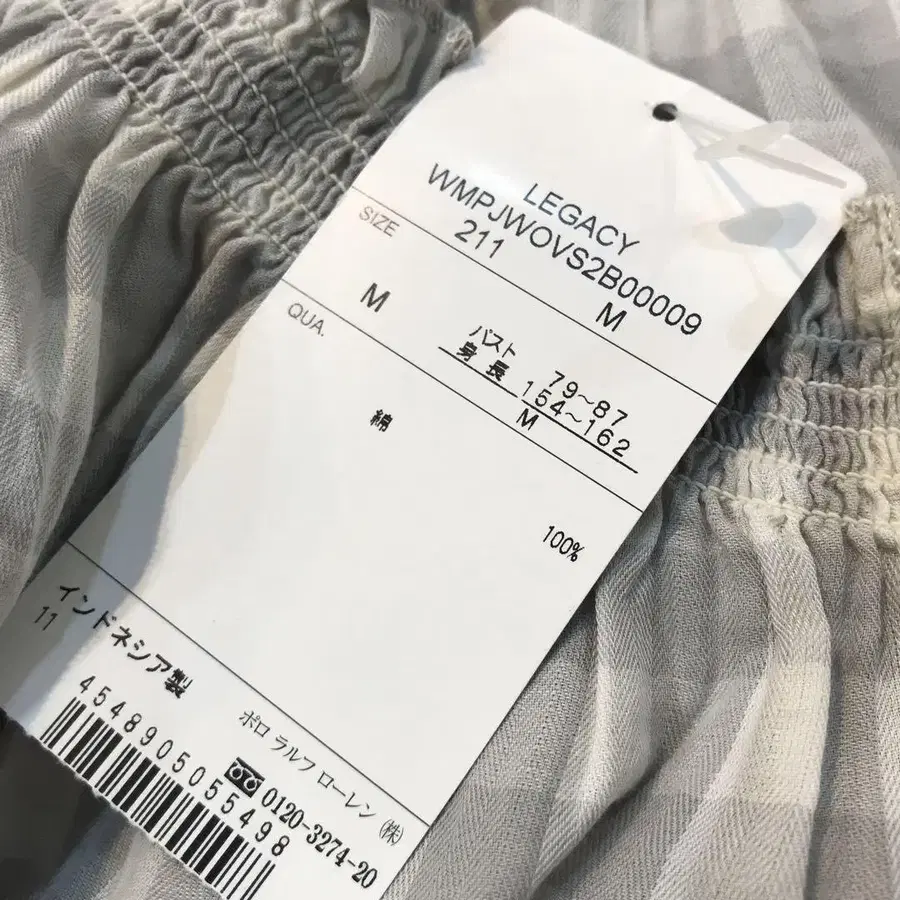 LEGACY
WMPJWOVS2B00009
211 M
SIZE
M バスト 79~87
身長 154~162
QUA. M
綿
100%
インドネシア製
11
4548905055498
ポロ ラルフ ローレン (株)
0120-3274-20